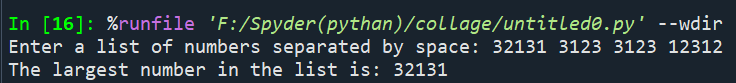 In [16]: %runfile 'F:/Spyder(pythan)/collage/untitled0.py' --wdir
Enter a list of numbers separated by space: 32131 3123 3123 12312
The largest number in the list is: 32131